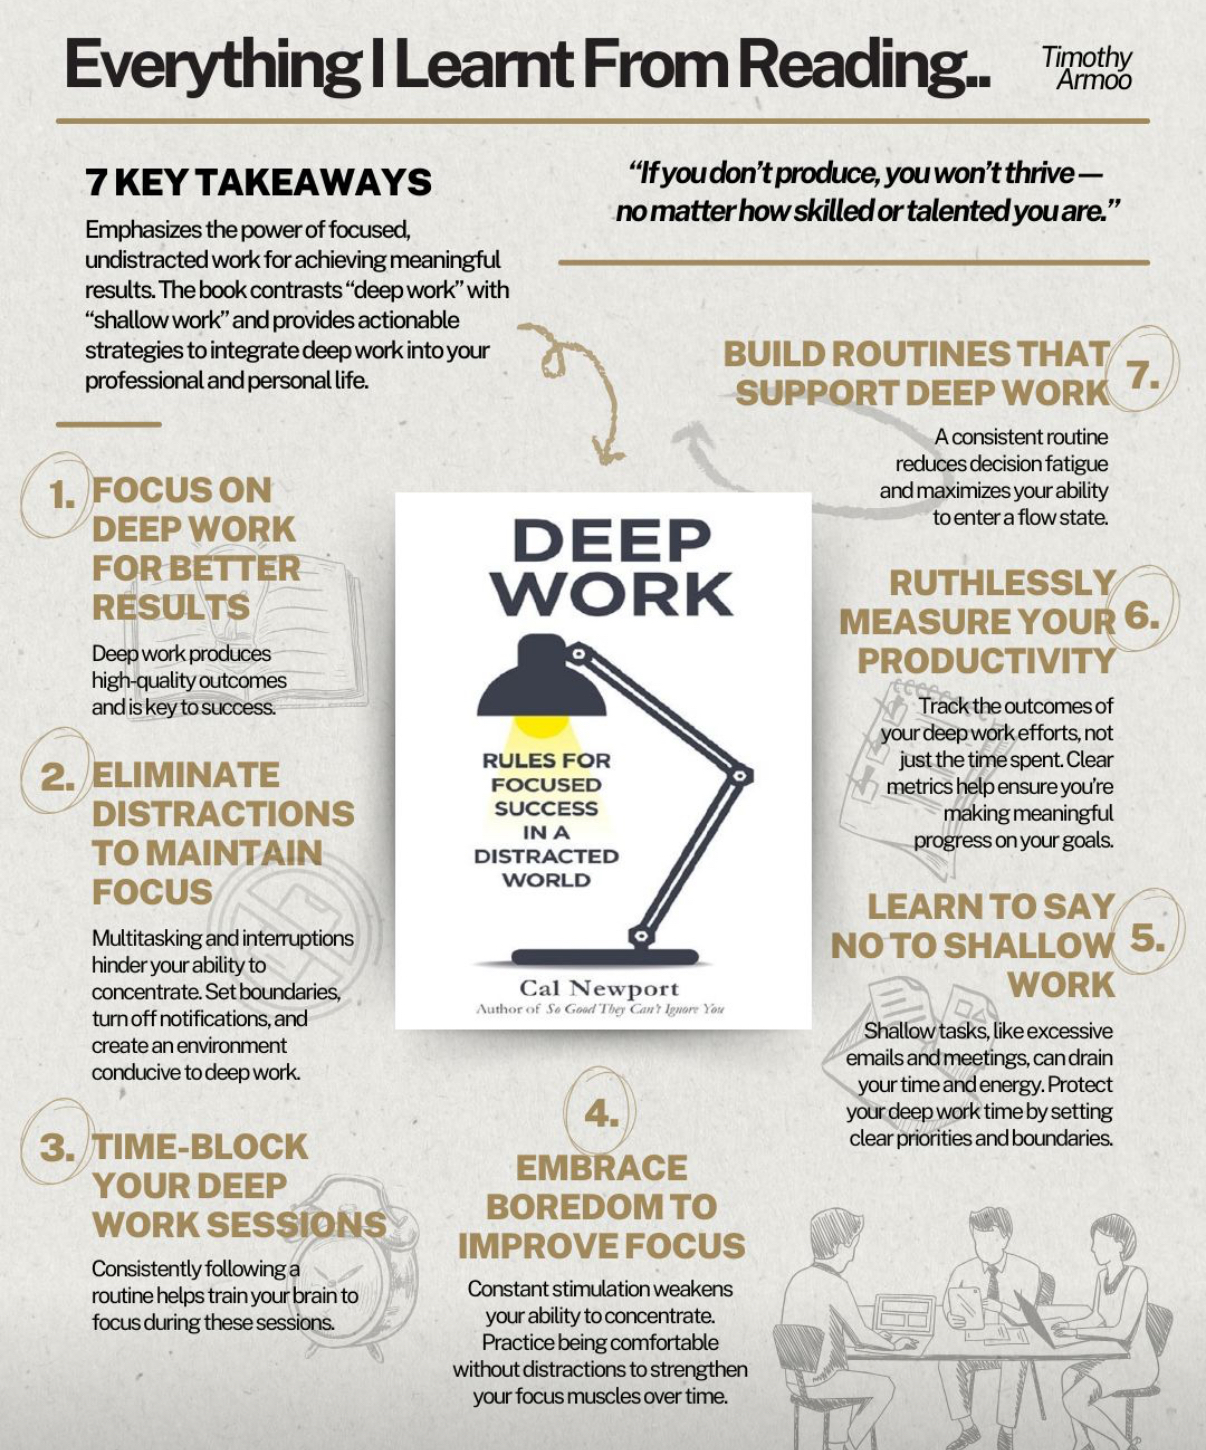 Everything I Learnt From Reading..
Timothy
Armoo
7 KEY TAKEAWAYS
Emphasizes the power of focused,
undistracted work for achieving meaningful
results. The book contrasts “deep work” with
“shallow work” and provides actionable
strategies to integrate deep work into your
professional and personal life.
“If you don’t produce, you won’t thrive —
no matter how skilled or talented you are.”
1. FOCUS ON
DEEP WORK
FOR BETTER
RESULTS
Deep work produces
high-quality outcomes
and is key to success.
2. ELIMINATE
DISTRACTIONS
TO MAINTAIN
FOCUS
Multitasking and interruptions
hinder your ability to
concentrate. Set boundaries,
turn off notifications, and
create an environment
conducive to deep work.
3. TIME-BLOCK
YOUR DEEP
WORK SESSIONS
Consistently following a
routine helps train your brain to
focus during these sessions.
DEEP
WORK
RULES FOR
FOCUSED
SUCCESS
IN A
DISTRACTED
WORLD
Cal Newport
Author of So Good They Can't Ignore You
4.
EMBRACE
BOREDOM TO
IMPROVE FOCUS
Constant stimulation weakens
your ability to concentrate.
Practice being comfortable
without distractions to strengthen
your focus muscles over time.
LEARN TO SAY
NO TO SHALLOW 5.
WORK
Shallow tasks, like excessive
emails and meetings, can drain
your time and energy. Protect
your deep work time by setting
clear priorities and boundaries.
RUTHLESSLY
MEASURE YOUR 6.
PRODUCTIVITY
Track the outcomes of
your deep work efforts, not
just the time spent. Clear
metrics help ensure you’re
making meaningful
progress on your goals.
BUILD ROUTINES THAT 7.
SUPPORT DEEP WORK
A consistent routine
reduces decision fatigue
and maximizes your ability
to enter a flow state.